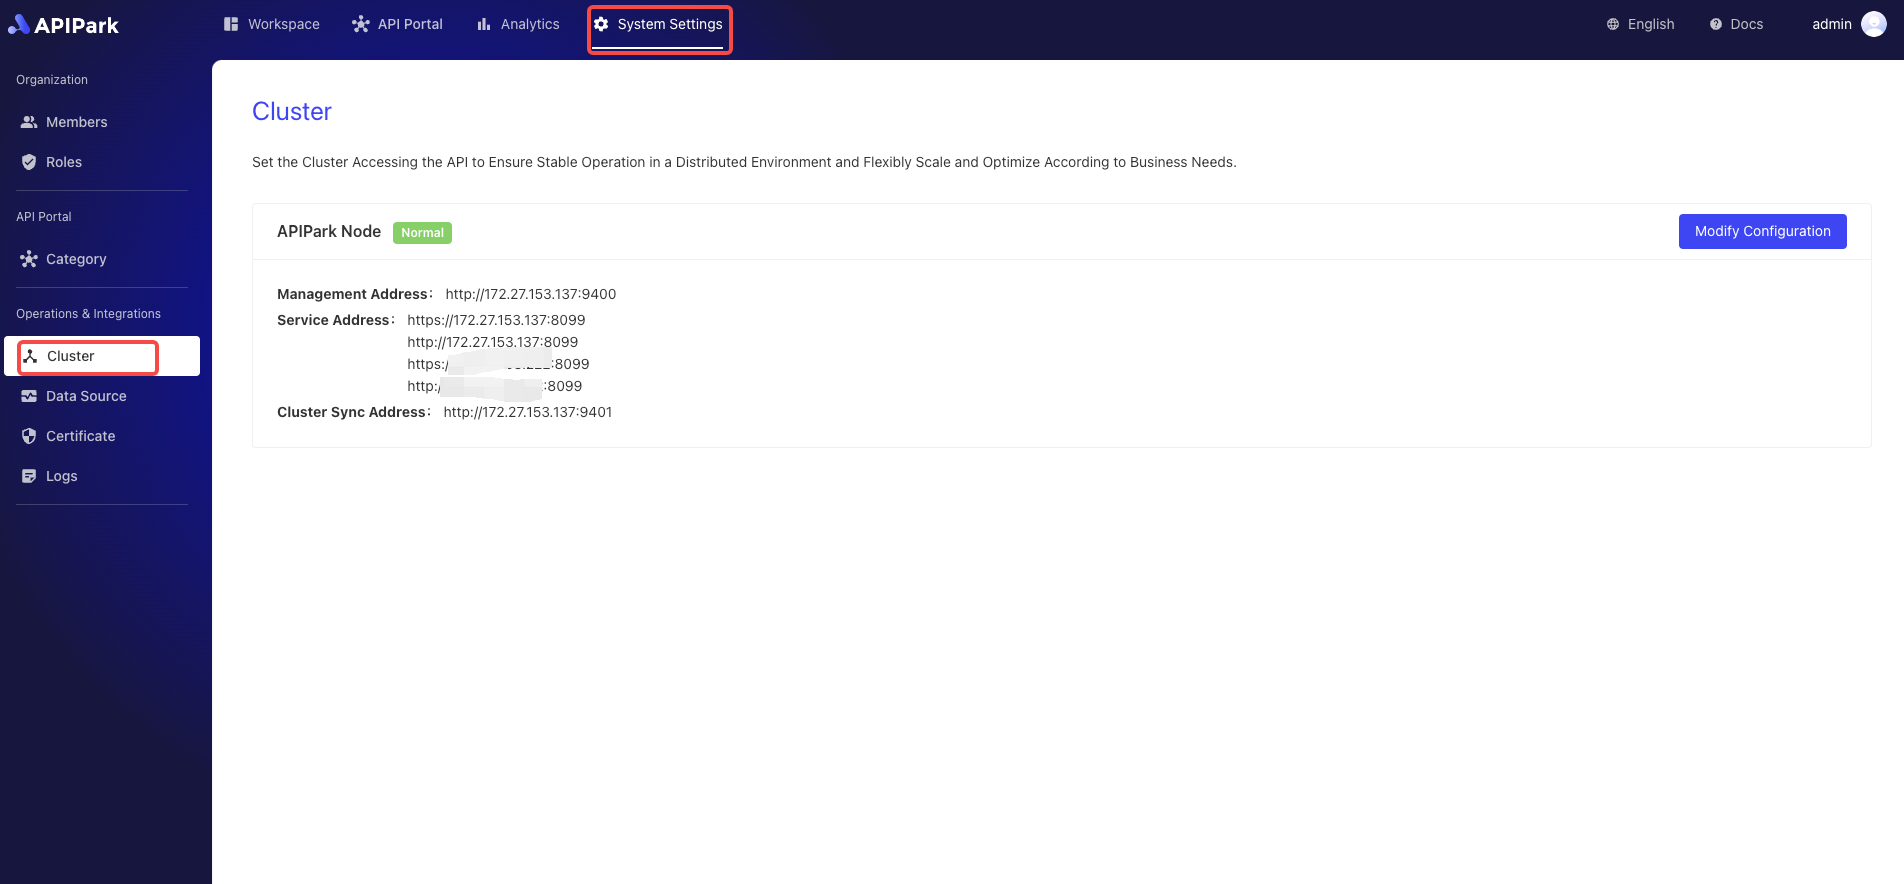 APIPark
Workspace
API Portal
Analytics
System Settings
English
Docs
admin
Organization
Members
Roles
API Portal
Category
Operations & Integrations
Cluster
Data Source
Certificate
Logs
Cluster
Set the Cluster Accessing the API to Ensure Stable Operation in a Distributed Environment and Flexibly Scale and Optimize According to Business Needs.
APIPark Node Normal
Modify Configuration
Management Address: http://172.27.153.137:9400
Service Address: https://172.27.153.137:8099
http://172.27.153.137:8099
https:/ :8099
http:/ :8099
Cluster Sync Address: http://172.27.153.137:9401